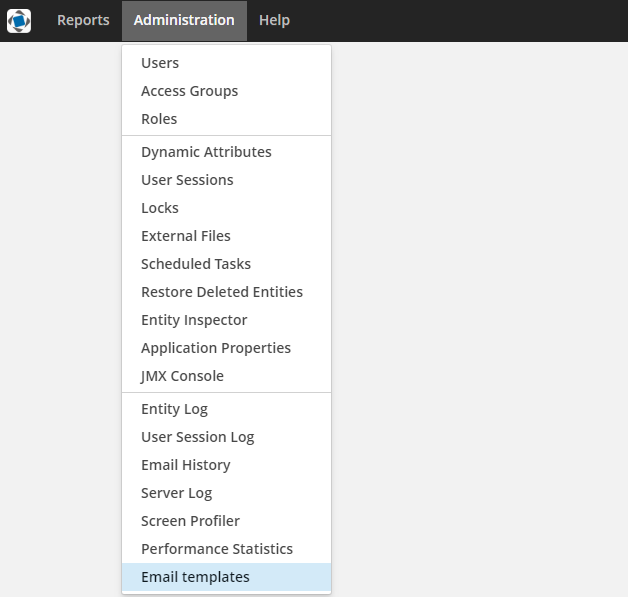 Reports Administration Help
Users
Access Groups
Roles
Dynamic Attributes
User Sessions
Locks
External Files
Scheduled Tasks
Restore Deleted Entities
Entity Inspector
Application Properties
JMX Console
Entity Log
User Session Log
Email History
Server Log
Screen Profiler
Performance Statistics
Email templates